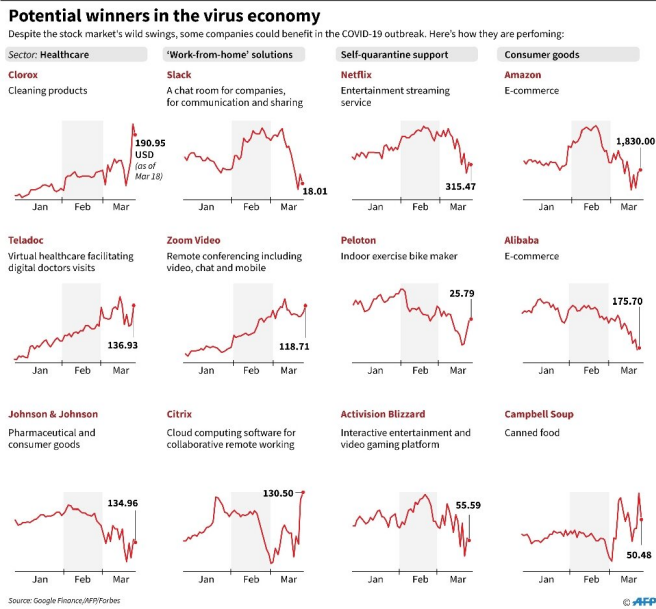 Potential winners in the virus economy
Despite the stock market's wild swings, some companies could benefit in the COVID-19 outbreak. Here's how they are perfoming:
Sector: Healthcare
'Work-from-home' solutions
Self-quarantine support
Consumer goods
Clorox
Cleaning products
190.95
USD
(as of
Mar 18)
Jan Feb Mar
Slack
A chat room for companies,
for communication and sharing
18.01
Jan Feb Mar
Netflix
Entertainment streaming
service
315.47
Jan Feb Mar
Amazon
E-commerce
1,830.00
Jan Feb Mar
Teladoc
Virtual healthcare facilitating
digital doctors visits
136.93
Jan Feb Mar
Zoom Video
Remote conferencing including
video, chat and mobile
118.71
Jan Feb Mar
Peloton
Indoor exercise bike maker
25.79
Jan Feb Mar
Alibaba
E-commerce
175.70
Jan Feb Mar
Johnson & Johnson
Pharmaceutical and
consumer goods
134.96
Jan Feb Mar
Citrix
Cloud computing software for
collaborative remote working
130.50
Jan Feb Mar
Activision Blizzard
Interactive entertainment and
video gaming platform
55.59
Jan Feb Mar
Campbell Soup
Canned food
50.48
Jan Feb Mar
Source: Google Finance/AFP/Forbes
© AFP